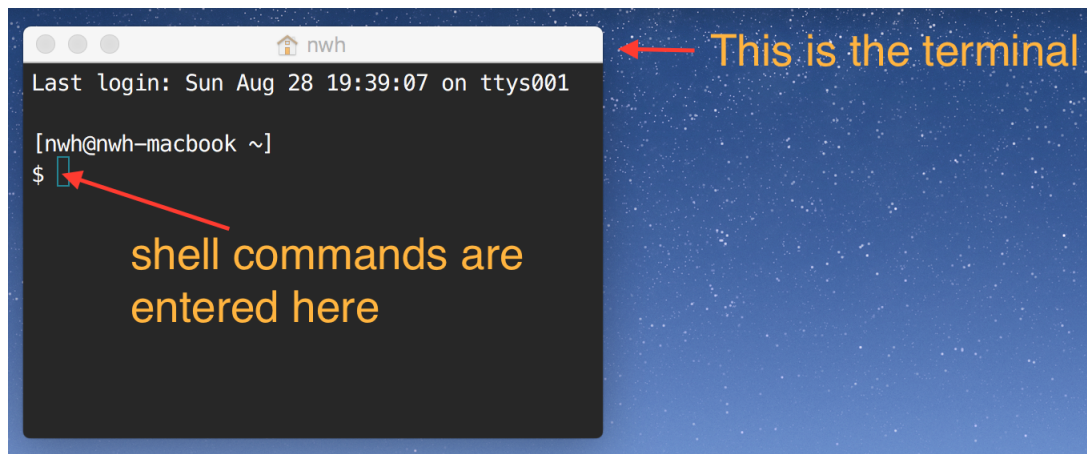 nwh
This is the terminal
Last login: Sun Aug 28 19:39:07 on ttys001
[nwh@nwh-macbook ~]
$
shell commands are
entered here